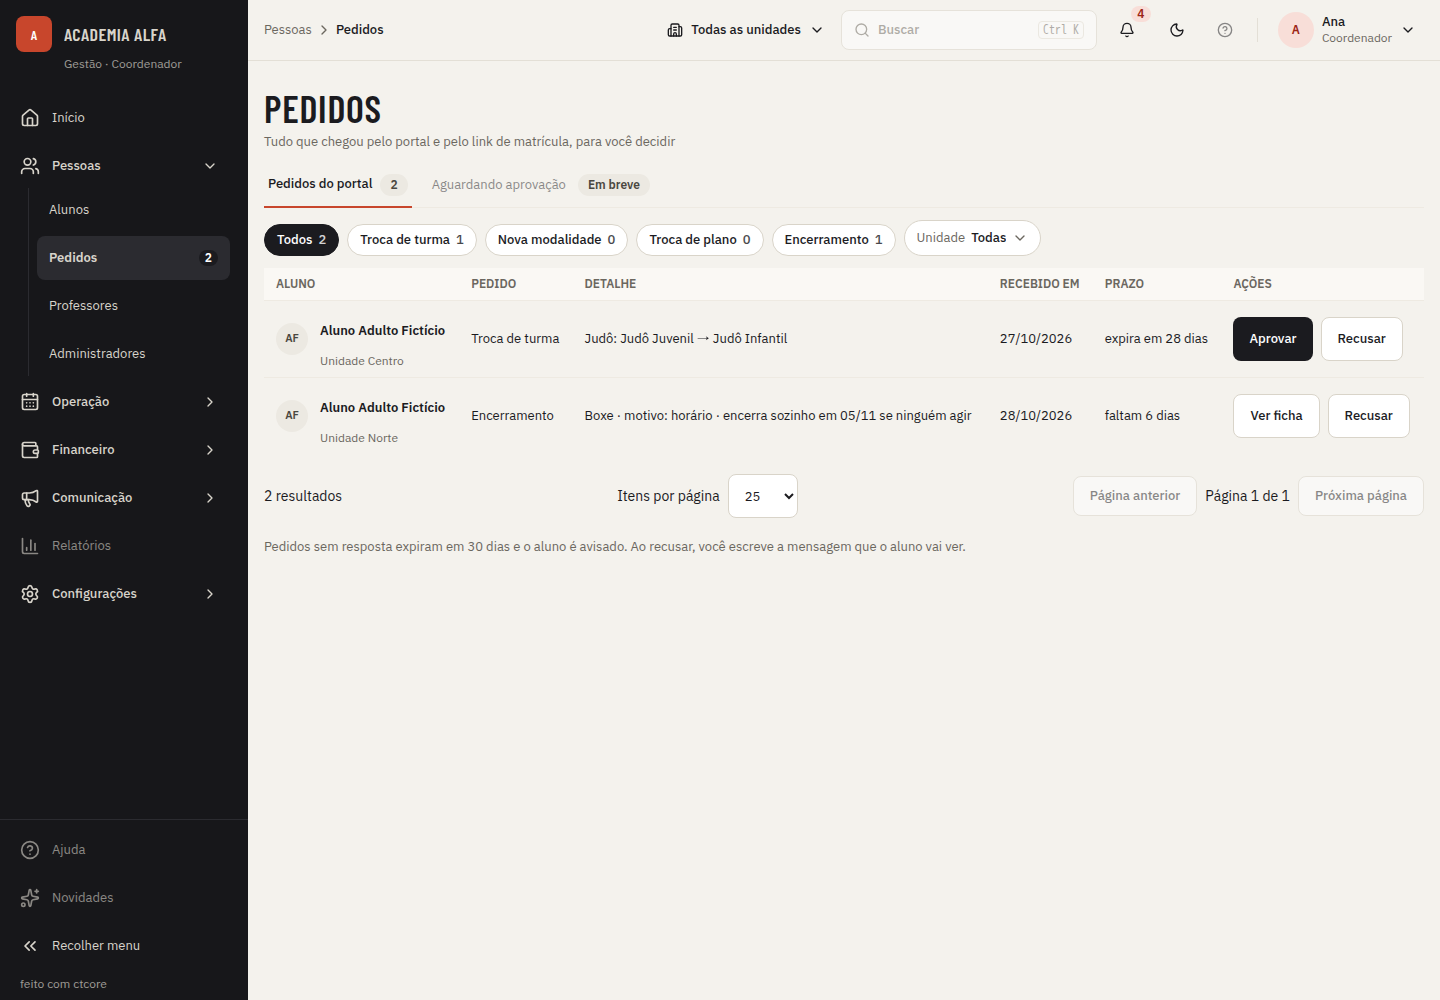 A
ACADEMIA ALFA
Gestão · Coordenador
Início
Pessoas
Alunos
Pedidos 2
Professores
Administradores
Operação
Financeiro
Comunicação
Relatórios
Configurações
Ajuda
Novidades
Recolher menu
feito com ctcore
Pessoas Pedidos
Todas as unidades
Buscar Ctrl K
4
A
Ana
Coordenador
PEDIDOS
Tudo que chegou pelo portal e pelo link de matrícula, para você decidir
Pedidos do portal 2 Aguardando aprovação Em breve
Todos 2 Troca de turma 1 Nova modalidade 0 Troca de plano 0 Encerramento 1 Unidade Todas
ALUNO PEDIDO DETALHE RECEBIDO EM PRAZO AÇÕES
AF Aluno Adulto Fictício Troca de turma Judô: Judô Juvenil → Judô Infantil 27/10/2026 expira em 28 dias Aprovar Recusar
Unidade Centro
AF Aluno Adulto Fictício Encerramento Boxe · motivo: horário · encerra sozinho em 05/11 se ninguém agir 28/10/2026 faltam 6 dias Ver ficha Recusar
Unidade Norte
2 resultados Itens por página 25 Página anterior Página 1 de 1 Próxima página
Pedidos sem resposta expiram em 30 dias e o aluno é avisado. Ao recusar, você escreve a mensagem que o aluno vai ver.